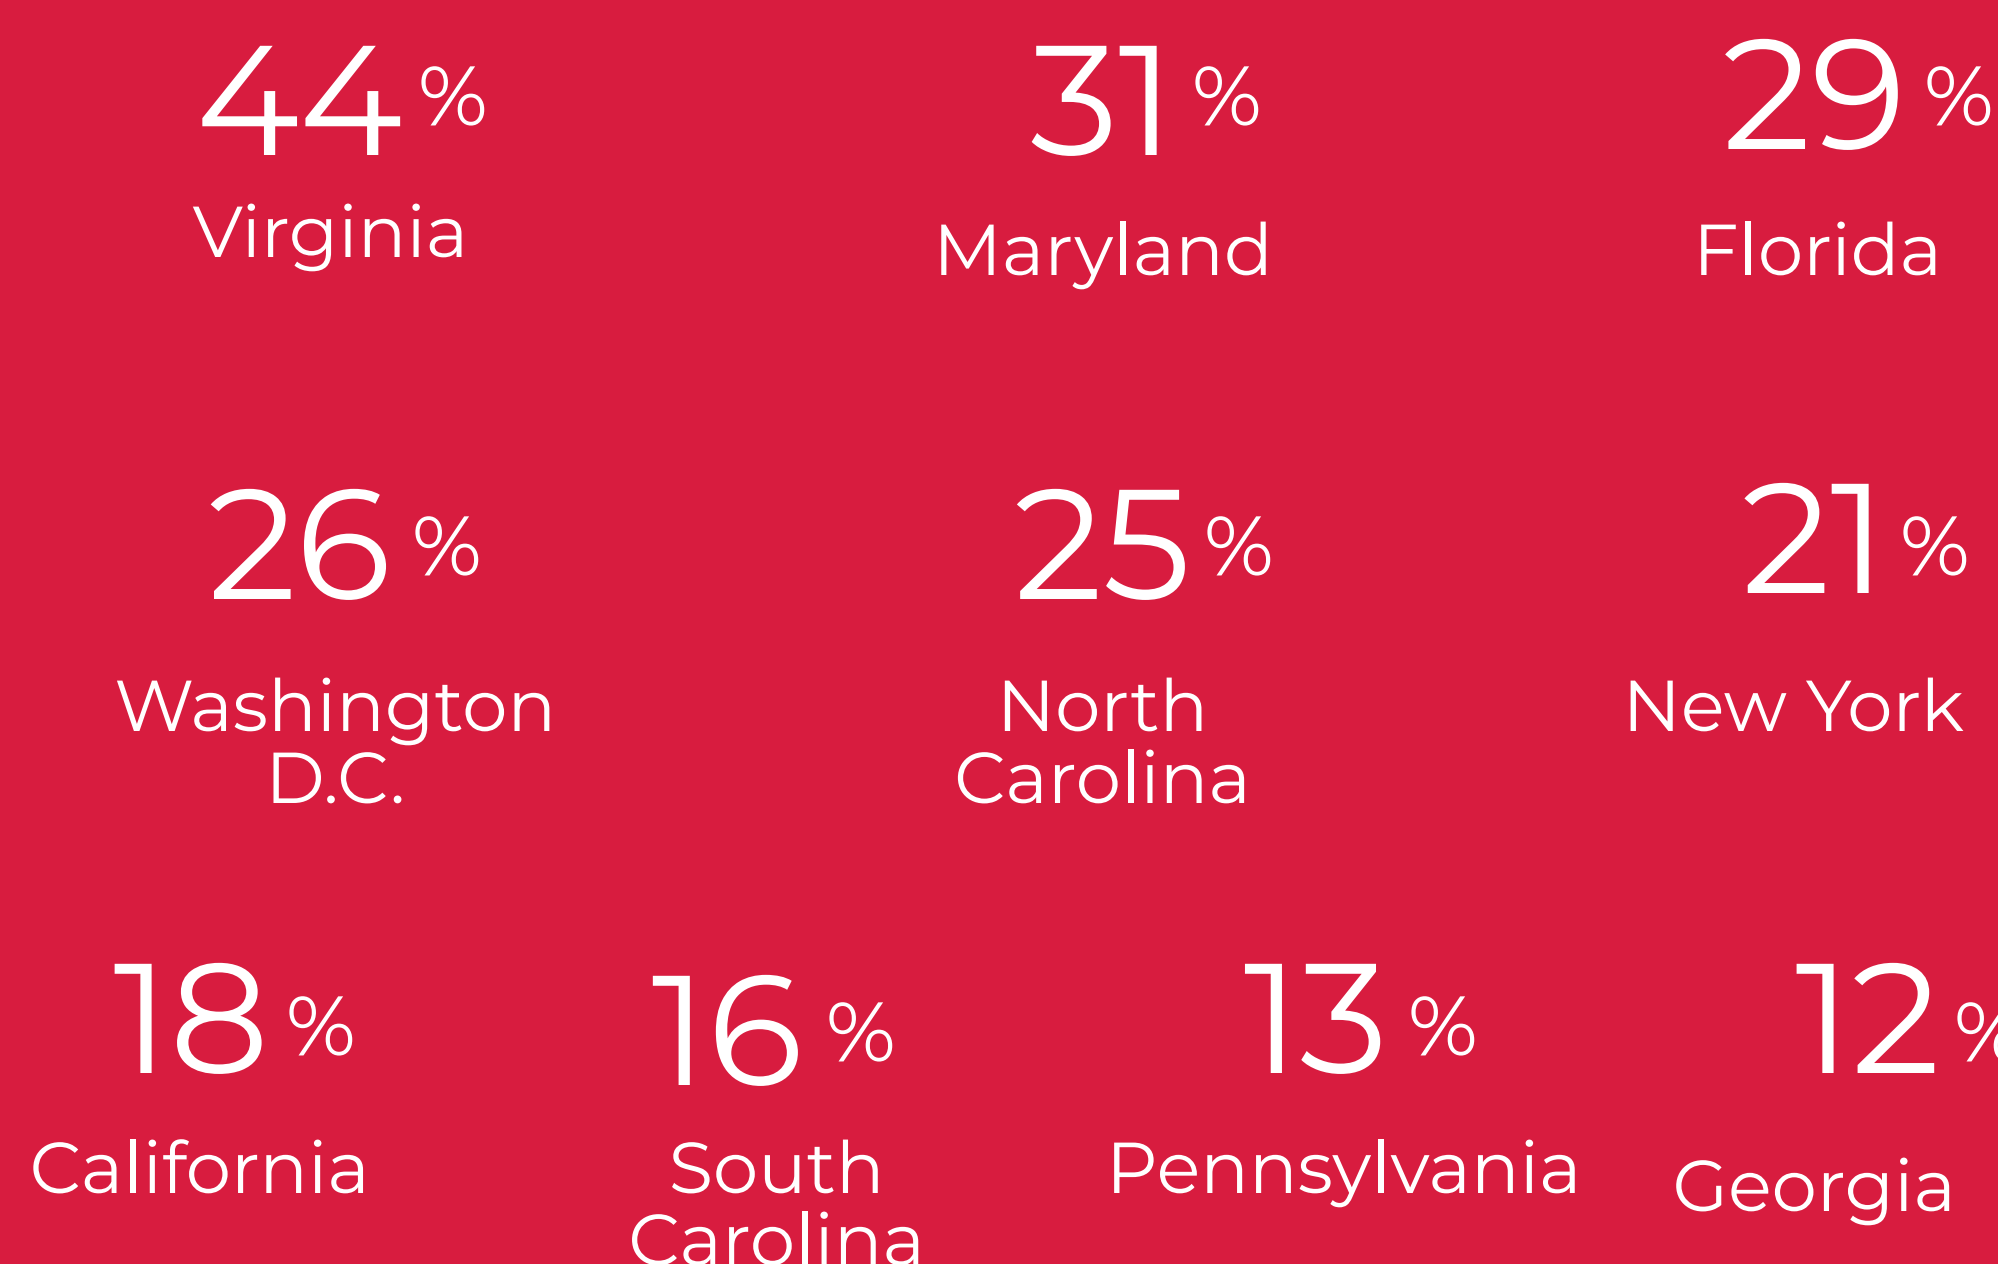 44 %
31 %
29 %
Virginia
Maryland
Florida
26 %
25 %
21 %
Washington
D.C.
North
Carolina
New York
18 %
16 %
13 %
12 %
California
South
Carolina
Pennsylvania
Georgia